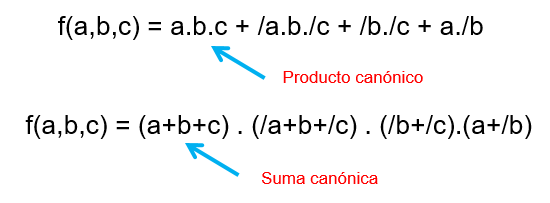 f(a,b,c) = a.b.c + /a.b./c + /b./c + a./b
Producto canónico
f(a,b,c) = (a+b+c) . (/a+b+/c) . (/b+/c).(a+/b)
Suma canónica